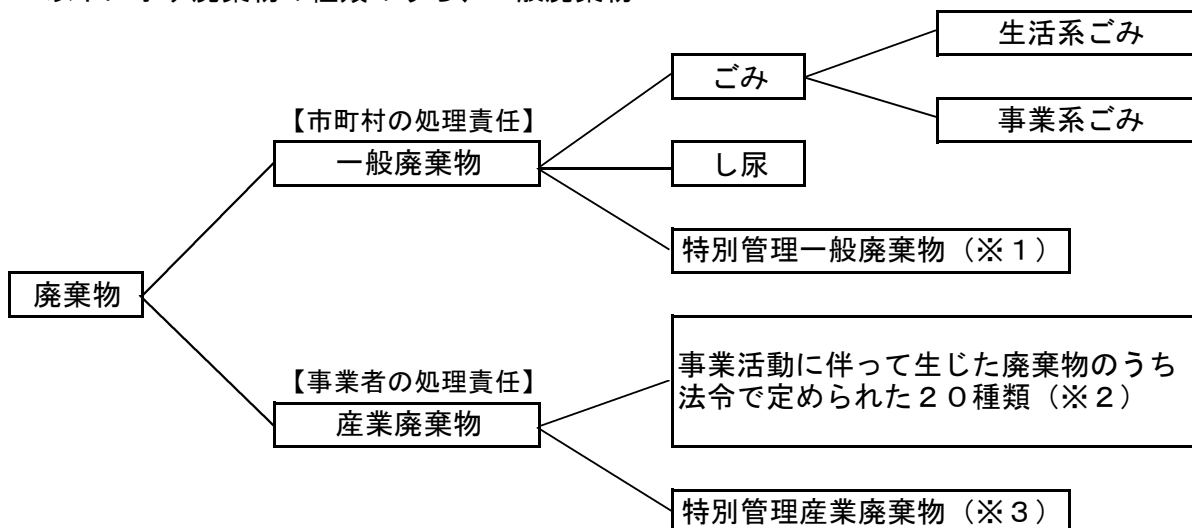 生活系ごみ
ごみ
事業系ごみ
【市町村の処理責任】
一般廃棄物
し尿
特別管理一般廃棄物（※１）
廃棄物
事業活動に伴って生じた廃棄物のうち
法令で定められた２０種類（※２）
【事業者の処理責任】
産業廃棄物
特別管理産業廃棄物（※３）